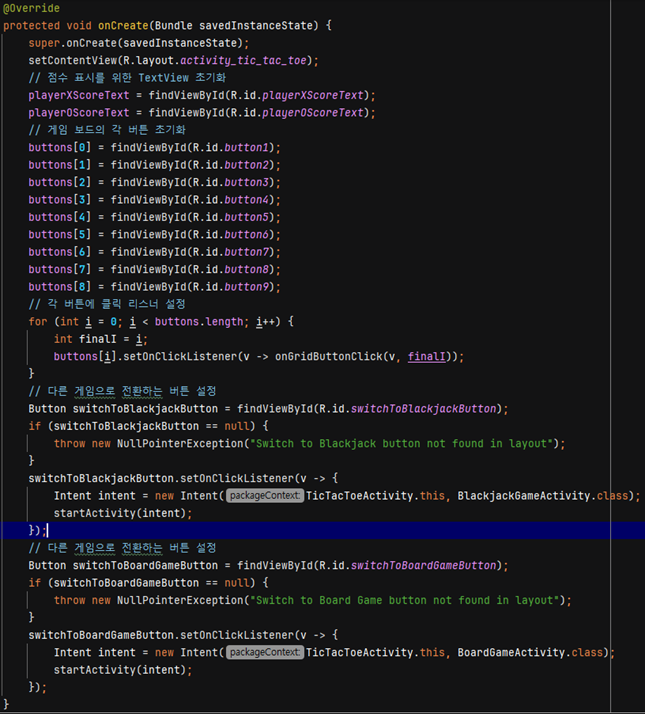 @Override
protected void onCreate(Bundle savedInstanceState) {
super.onCreate(savedInstanceState);
setContentView(R.layout.activity_tic_tac_toe);
// 점수 표시를 위한 TextView 초기화
playerXScoreText = findViewById(R.id.playerXScoreText);
playerOScoreText = findViewById(R.id.playerOScoreText);
// 게임 보드의 각 버튼 초기화
buttons[0] = findViewById(R.id.button1);
buttons[1] = findViewById(R.id.button2);
buttons[2] = findViewById(R.id.button3);
buttons[3] = findViewById(R.id.button4);
buttons[4] = findViewById(R.id.button5);
buttons[5] = findViewById(R.id.button6);
buttons[6] = findViewById(R.id.button7);
buttons[7] = findViewById(R.id.button8);
buttons[8] = findViewById(R.id.button9);
// 각 버튼에 클릭 리스너 설정
for (int i = 0; i < buttons.length; i++) {
int finalI = i;
buttons[i].setOnClickListener(v -> onGridButtonClick(v, finalI));
}
// 다른 게임으로 전환하는 버튼 설정
Button switchToBlackjackButton = findViewById(R.id.switchToBlackjackButton);
if (switchToBlackjackButton == null) {
throw new NullPointerException("Switch to Blackjack button not found in layout");
}
switchToBlackjackButton.setOnClickListener(v -> {
Intent intent = new Intent( packageContext: TicTacToeActivity.this, BlackjackGameActivity.class);
startActivity(intent);
});
// 다른 게임으로 전환하는 버튼 설정
Button switchToBoardGameButton = findViewById(R.id.switchToBoardGameButton);
if (switchToBoardGameButton == null) {
throw new NullPointerException("Switch to Board Game button not found in layout");
}
switchToBoardGameButton.setOnClickListener(v -> {
Intent intent = new Intent( packageContext: TicTacToeActivity.this, BoardGameActivity.class);
startActivity(intent);
});
}